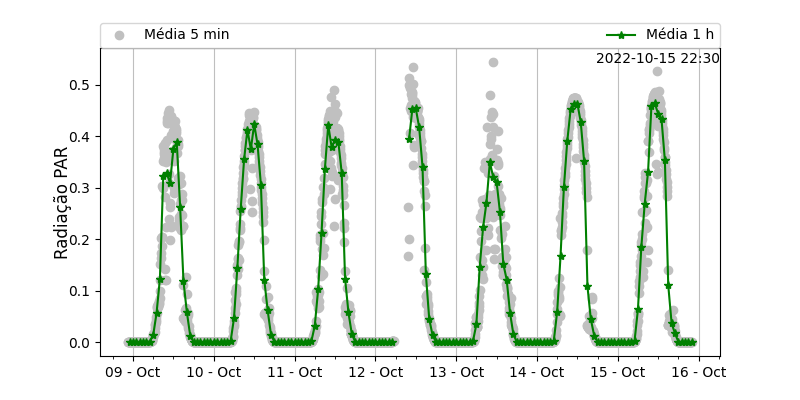 Média 5 min
Média 1 h
2022-10-15 22:30
Radiação PAR
0.5
0.4
0.3
0.2
0.1
0.0
09 - Oct
10 - Oct
11 - Oct
12 - Oct
13 - Oct
14 - Oct
15 - Oct
16 - Oct